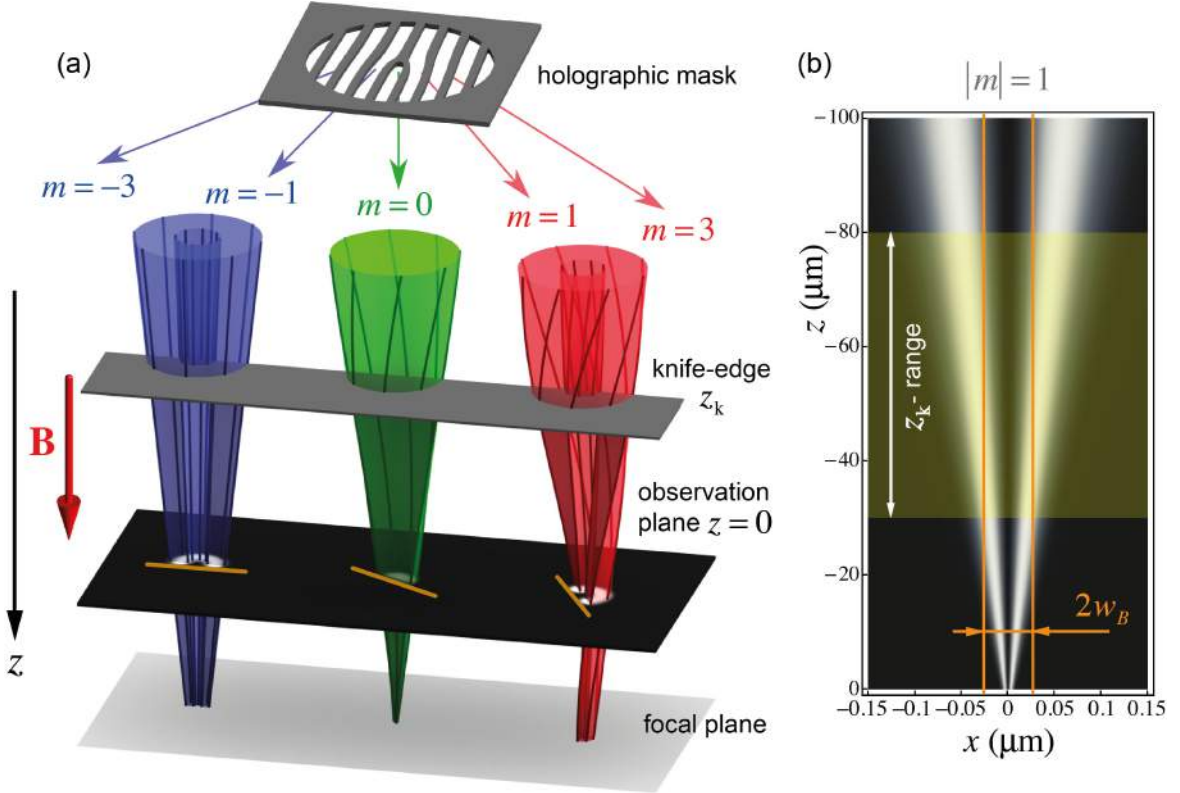 (a)
holographic mask
m = −3
m = −1
m = 0
m = 1
m = 3
knife-edge
z_k
B
observation
plane z = 0
z
focal plane
(b)
|m| = 1
-100
-80
-60
-40
-20
0
z (μm)
z_k - range
2w_B
-0.15
-0.1
-0.05
0
0.05
0.1
0.15
x (μm)